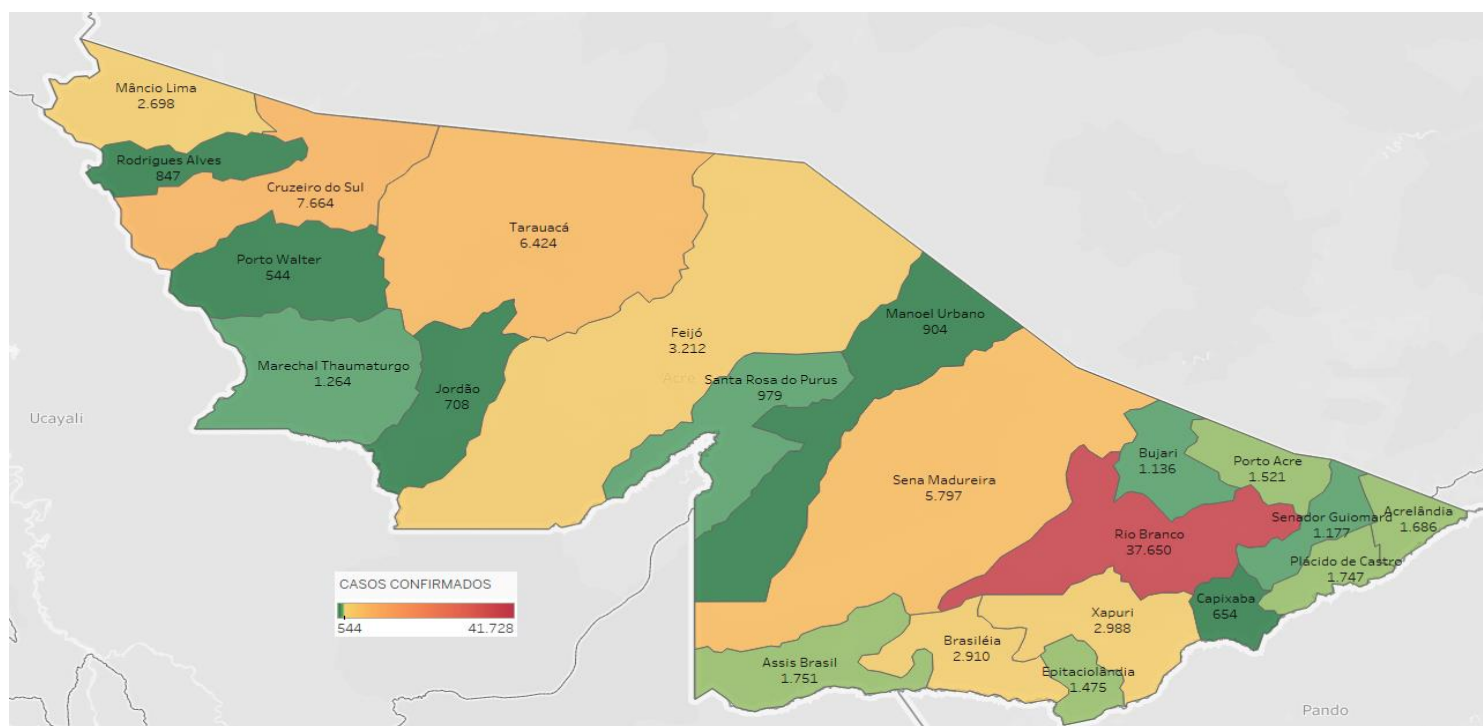 Mâncio Lima
2.698
Rodrigues Alves
847
Cruzeiro do Sul
7.664
Tarauacá
6.424
Porto Walter
544
Manoel Urbano
904
Feijó
3.212
Marechal Thaumaturgo
1.264
Jordão
708
Acre
Santa Rosa do Purus
979
Ucayali
Bujari
1.136
Porto Acre
1.521
Sena Madureira
5.797
Senador Guiomard
1.177
Acrelândia
1.686
Rio Branco
37.650
Plácido de Castro
1.747
CASOS CONFIRMADOS
544
41.728
Capixaba
654
Xapuri
2.988
Brasiléia
2.910
Assis Brasil
1.751
Epitaciolândia
1.475
Pando